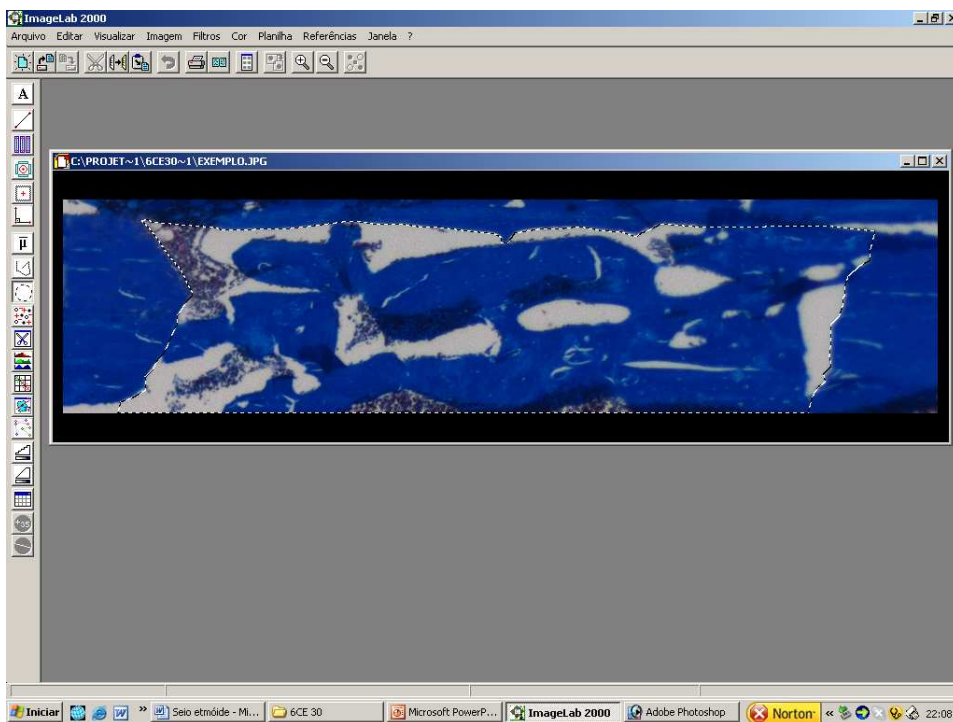 ImageLab 2000
Arquivo Editar Visualizar Imagem Filtros Cor Planilha Referências Janela ?
A
C:\PROJET~1\6CE30~1\EXEMPLO.JPG
μ
Iniciar » Seio etmóide - Mi... 6CE 30 Microsoft PowerP... ImageLab 2000 Adobe Photoshop Norton- « 22:08